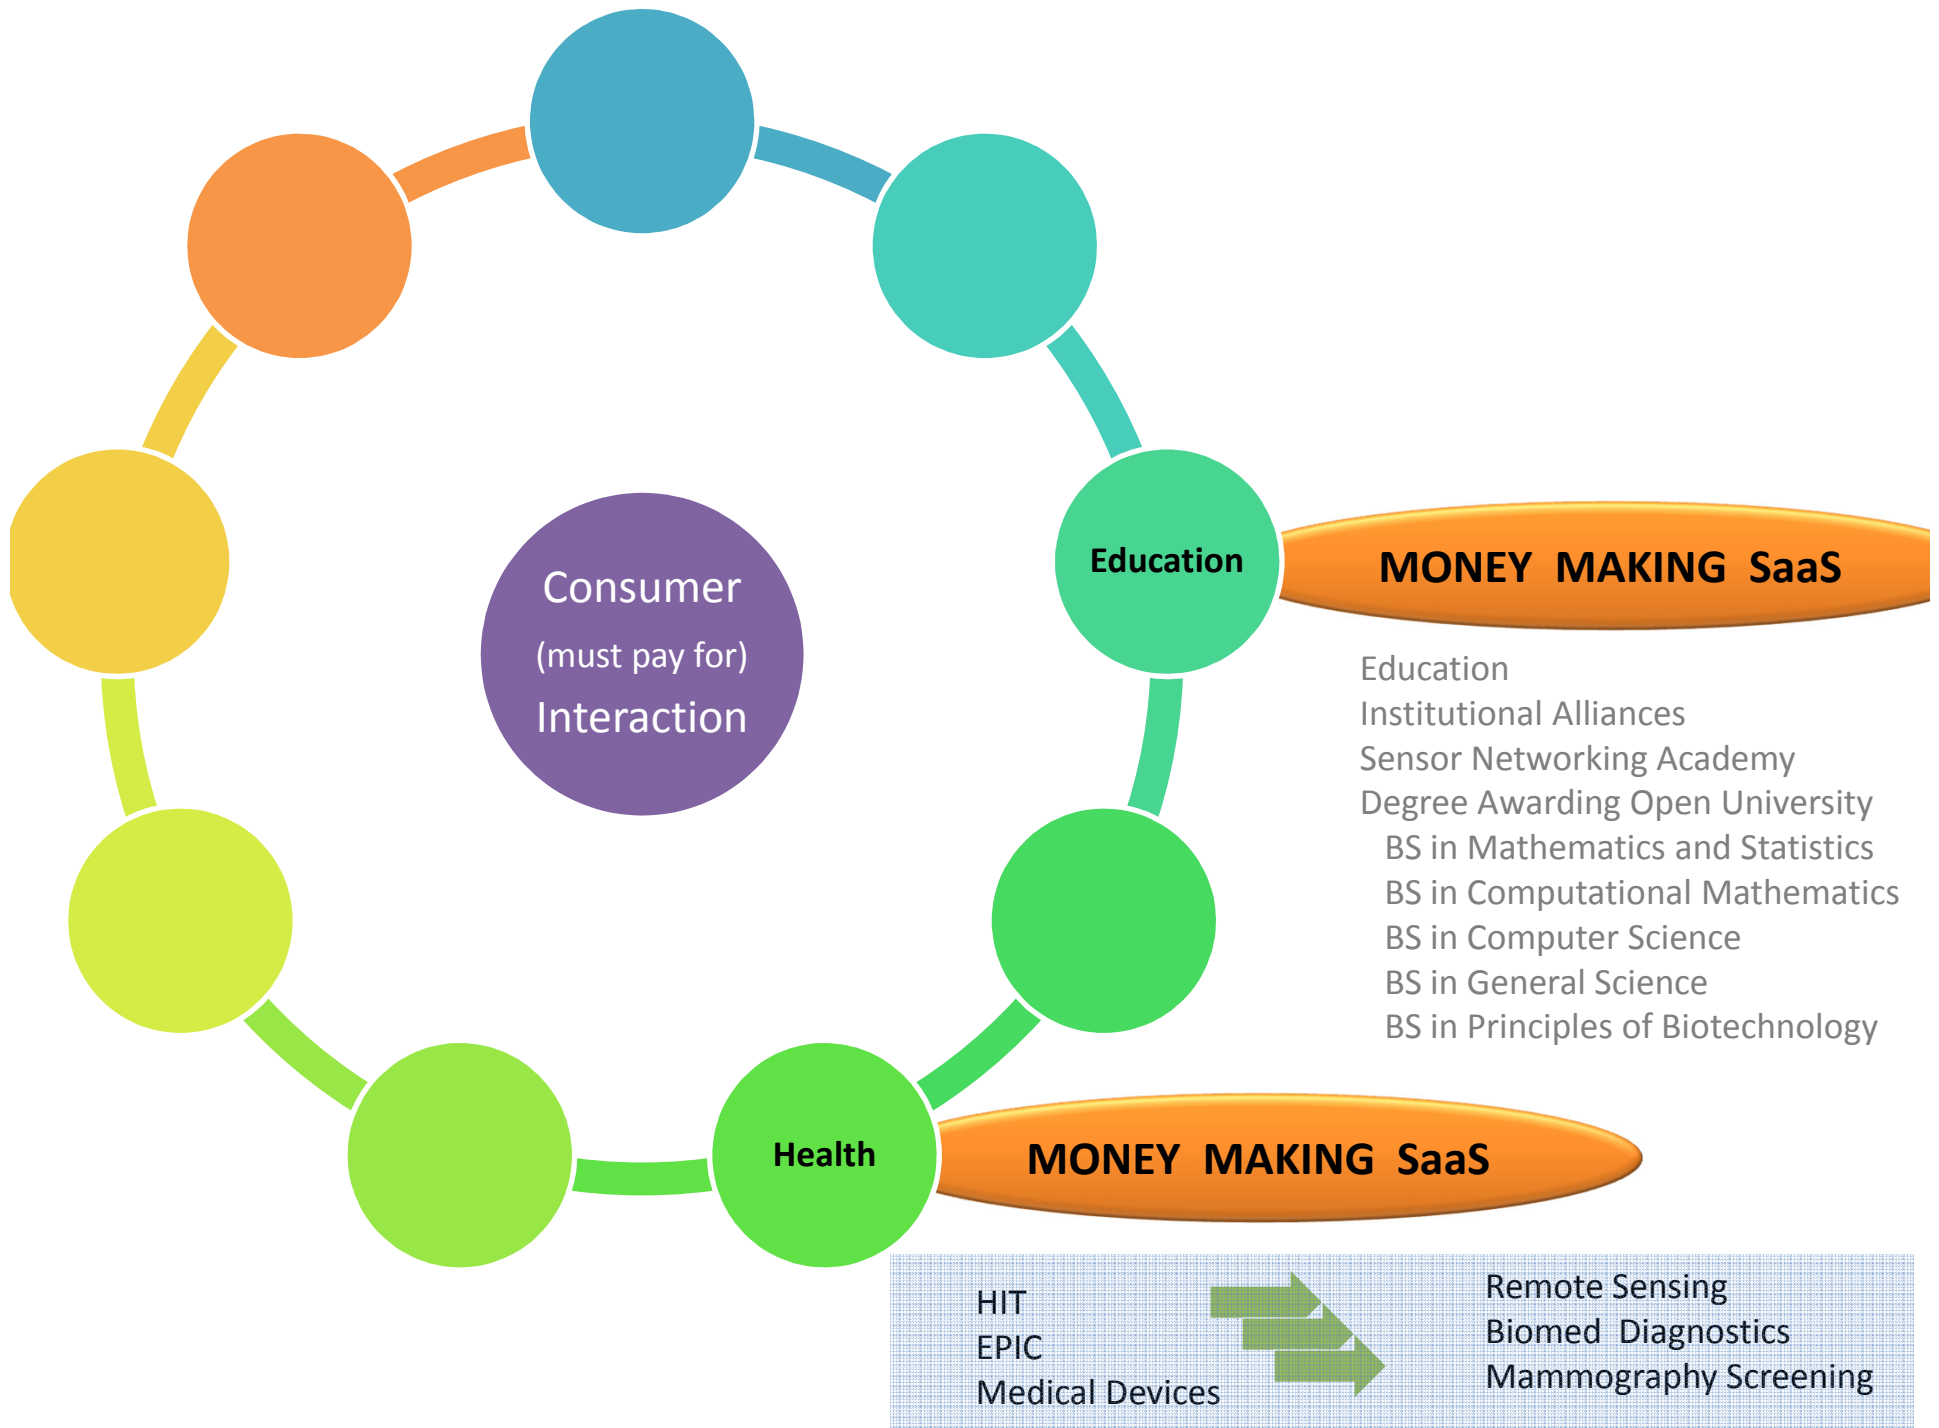 Consumer
(must pay for)
Interaction
Education
MONEY MAKING SaaS
Education
Institutional Alliances
Sensor Networking Academy
Degree Awarding Open University
BS in Mathematics and Statistics
BS in Computational Mathematics
BS in Computer Science
BS in General Science
BS in Principles of Biotechnology
Health
MONEY MAKING SaaS
HIT
EPIC
Medical Devices
Remote Sensing
Biomed Diagnostics
Mammography Screening